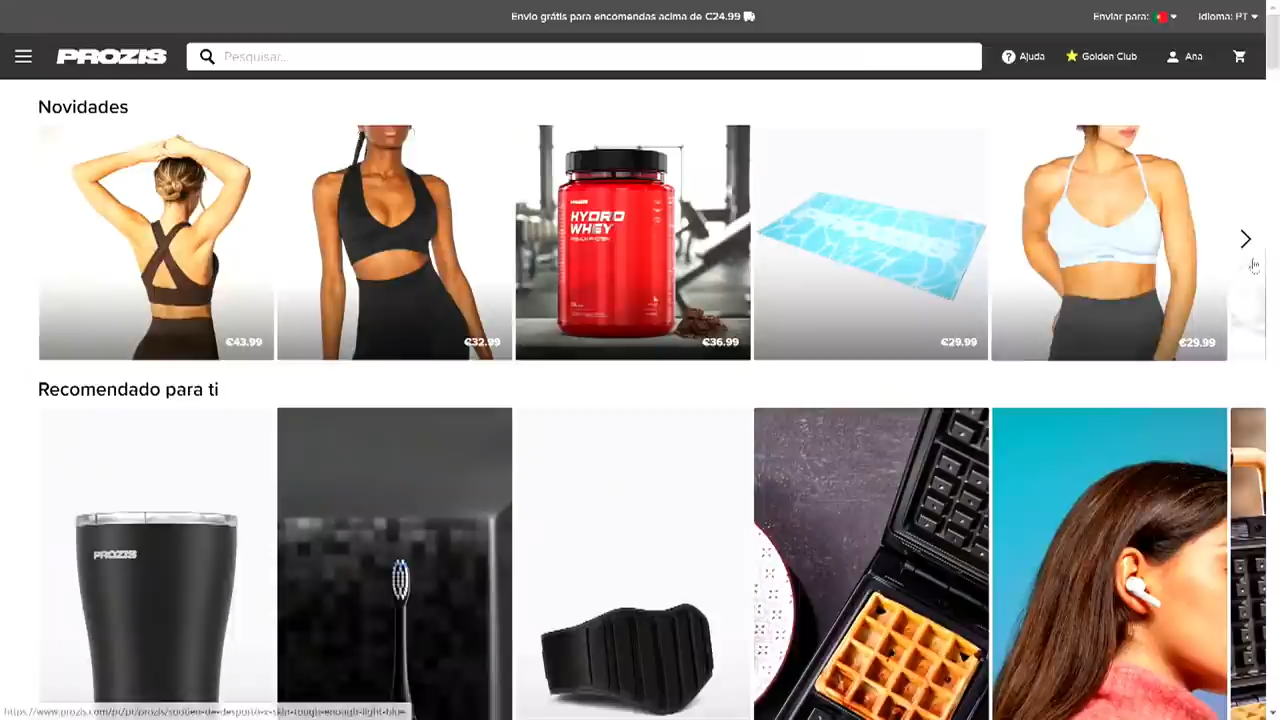 Envio grátis para encomendas acima de €24.99
Enviar para:
Idioma: PT
PROZIS
Pesquisar...
Ajuda
Golden Club
Ana
Novidades
HYDRO
WHEY
€43.99
€32.99
€36.99
€29.99
€29.99
Recomendado para ti
PROZIS